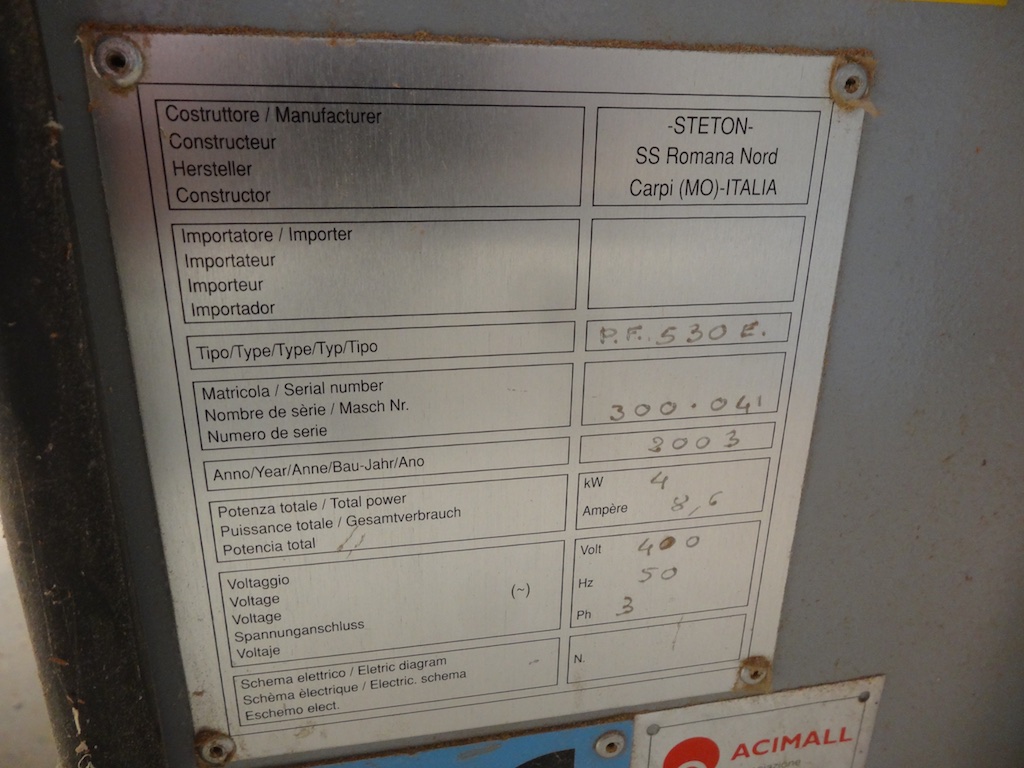 Costruttore / Manufacturer
Constructeur
Hersteller
Constructor
-STETON-
SS Romana Nord
Carpi (MO)-ITALIA
Importatore / Importer
Importateur
Importeur
Importador
Tipo/Type/Type/Typ/Tipo
P.F. 530 E.
Matricola / Serial number
Nombre de sèrie / Masch Nr.
Numero de serie
300.041
Anno/Year/Anne/Bau-Jahr/Ano
2003
Potenza totale / Total power
Puissance totale / Gesamtverbrauch
Potencia total
kW 4
Ampère 8,6
Voltaggio
Voltage
Voltage
Spannunganschluss
Voltaje
(~)
Volt 400
Hz 50
Ph 3
Schema elettrico / Eletric diagram
Schèma èlectrique / Electric. schema
Eschemo elect.
N.
ACIMALL